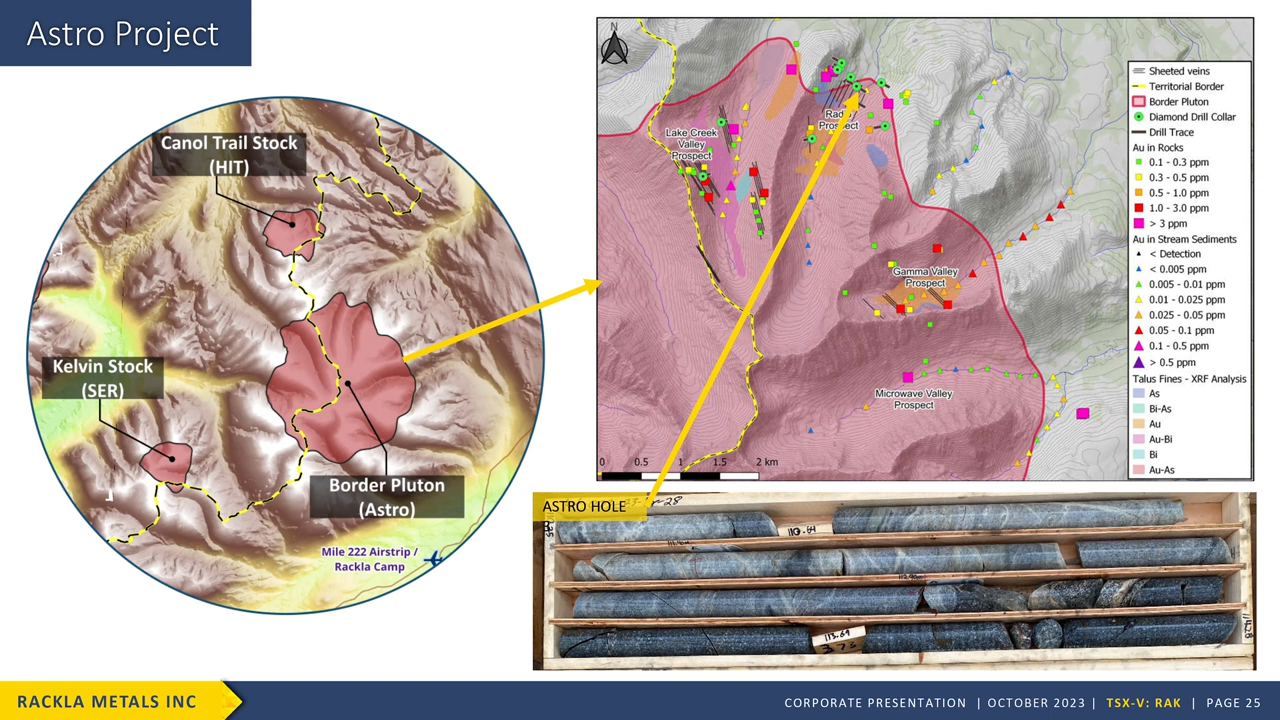 Astro Project
Canol Trail Stock
(HIT)
Kelvin Stock
(SER)
Border Pluton
(Astro)
Mile 222 Airstrip /
Rackla Camp
N
Lake Creek
Valley
Prospect
Prospect
Gamma Valley
Prospect
Microwave Valley
Prospect
0 0.5 1 1.5 2 km
Sheeted veins
Territorial Border
Border Pluton
Diamond Drill Collar
Drill Trace
Au in Rocks
0.1 - 0.3 ppm
0.3 - 0.5 ppm
0.5 - 1.0 ppm
1.0 - 3.0 ppm
> 3 ppm
Au in Stream Sediments
< Detection
< 0.005 ppm
0.005 - 0.01 ppm
0.01 - 0.025 ppm
0.025 - 0.05 ppm
0.05 - 0.1 ppm
0.1 - 0.5 ppm
> 0.5 ppm
Talus Fines - XRF Analysis
As
Bi-As
Au
Au-Bi
Bi
Au-As
ASTRO HOLE
110.64
113.69
RACKLA METALS INC
CORPORATE PRESENTATION | OCTOBER 2023 | TSX-V: RAK | PAGE 25